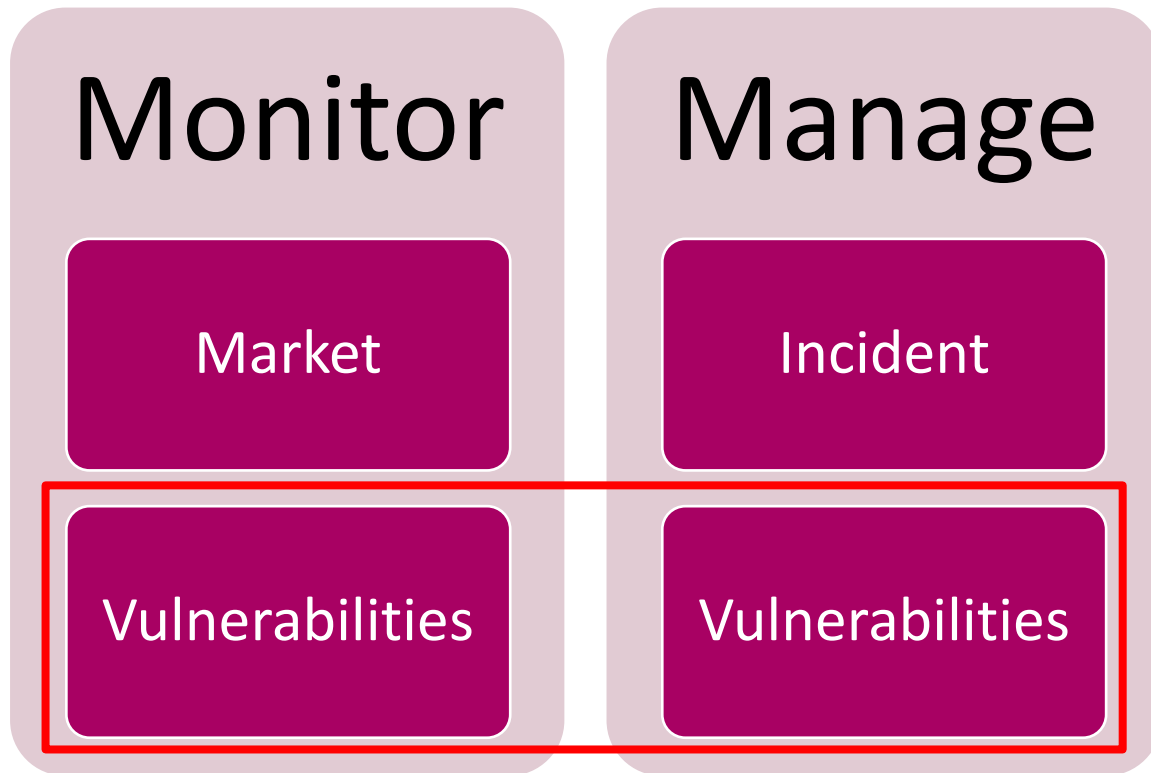 Monitor
Market
Vulnerabilities
Manage
Incident
Vulnerabilities